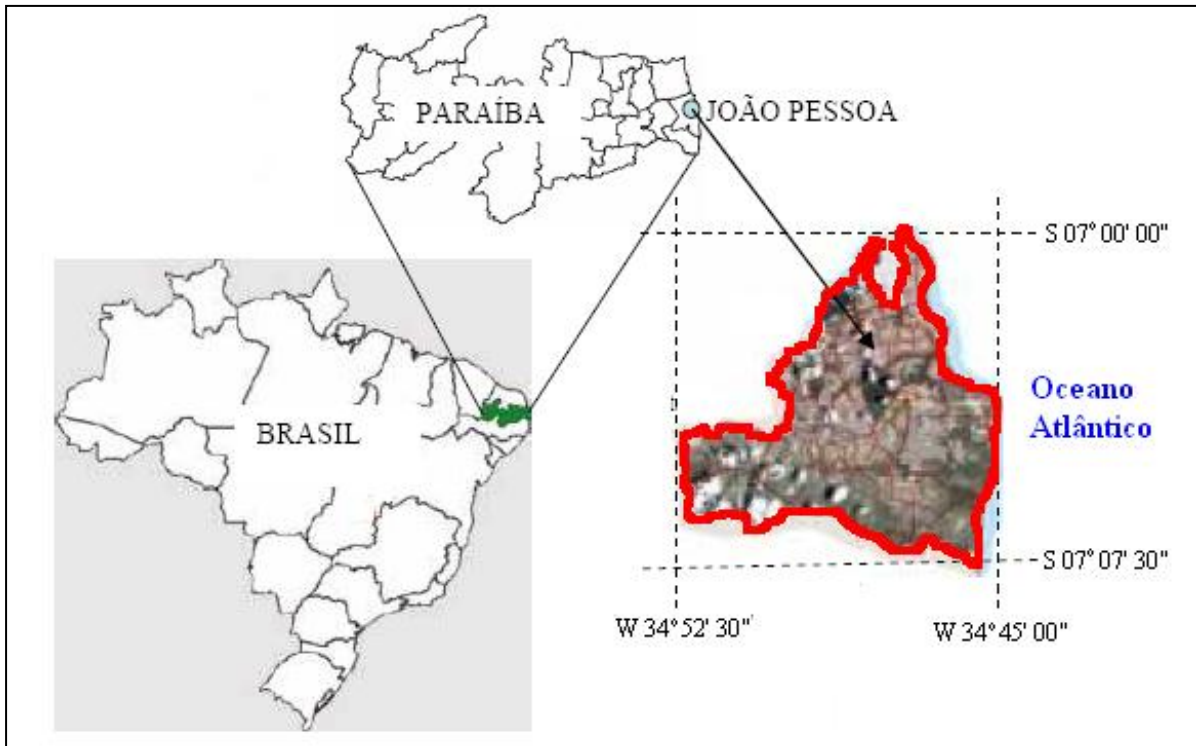 PARAÍBA
JOÃO PESSOA
S 07° 00' 00"
BRASIL
Oceano
Atlântico
S 07° 07' 30"
W 34° 52' 30"
W 34° 45' 00"